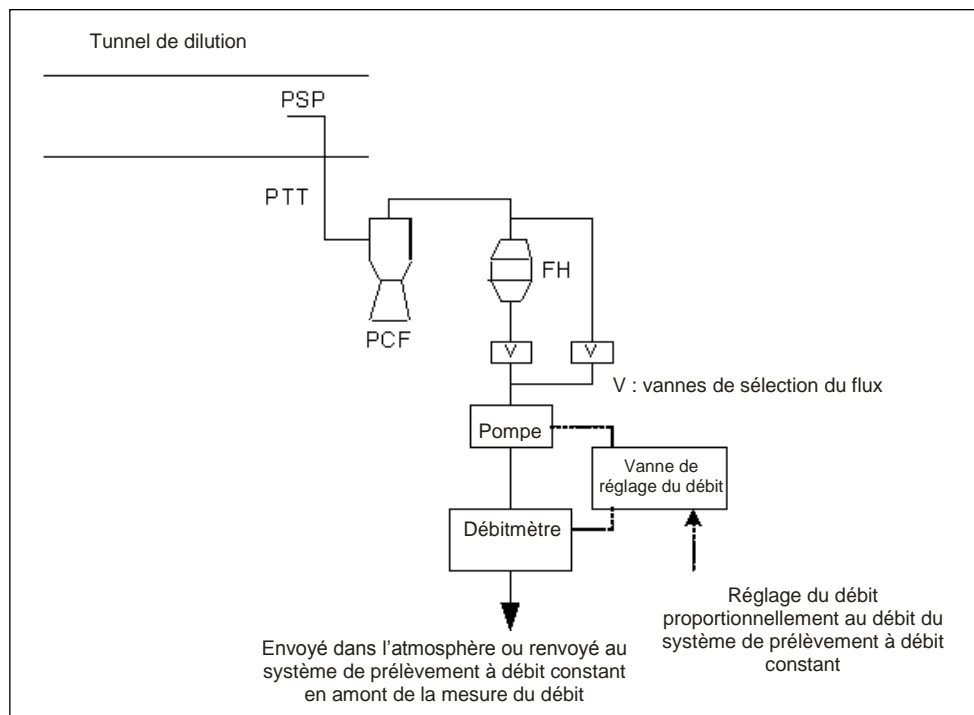 Tunnel de dilution
PSP
PTT
FH
PCF
V
V
V : vannes de sélection du flux
Pompe
Vanne de
réglage du débit
Débitmètre
Réglage du débit
proportionnellement au débit du
système de prélèvement à débit
constant
Envoyé dans l’atmosphère ou renvoyé au
système de prélèvement à débit constant
en amont de la mesure du débit